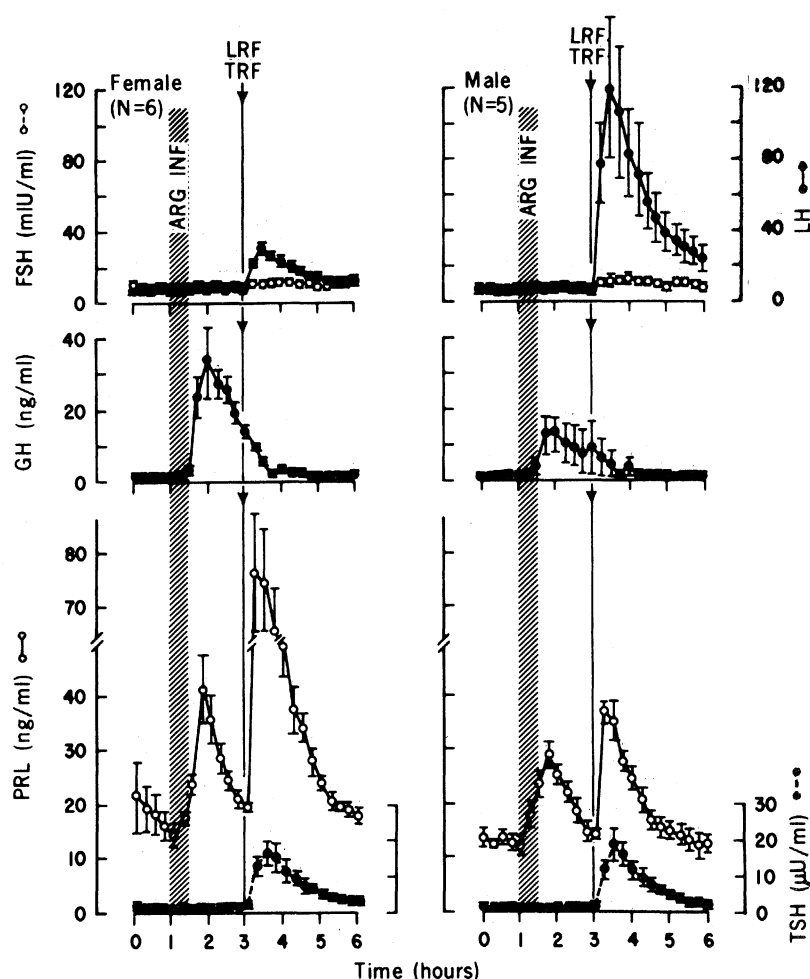 LRF
TRF
Female
(N=6)
120
80
40
0
FSH (mIU/ml)
ARG INF
LRF
TRF
Male
(N=5)
ARG INF
120
80
40
0
LH
40
20
0
GH (ng/ml)
80
70
40
30
20
10
0
PRL (ng/ml)
30
20
10
0
TSH (μU/ml)
0 1 2 3 4 5 6
0 1 2 3 4 5 6
Time (hours)